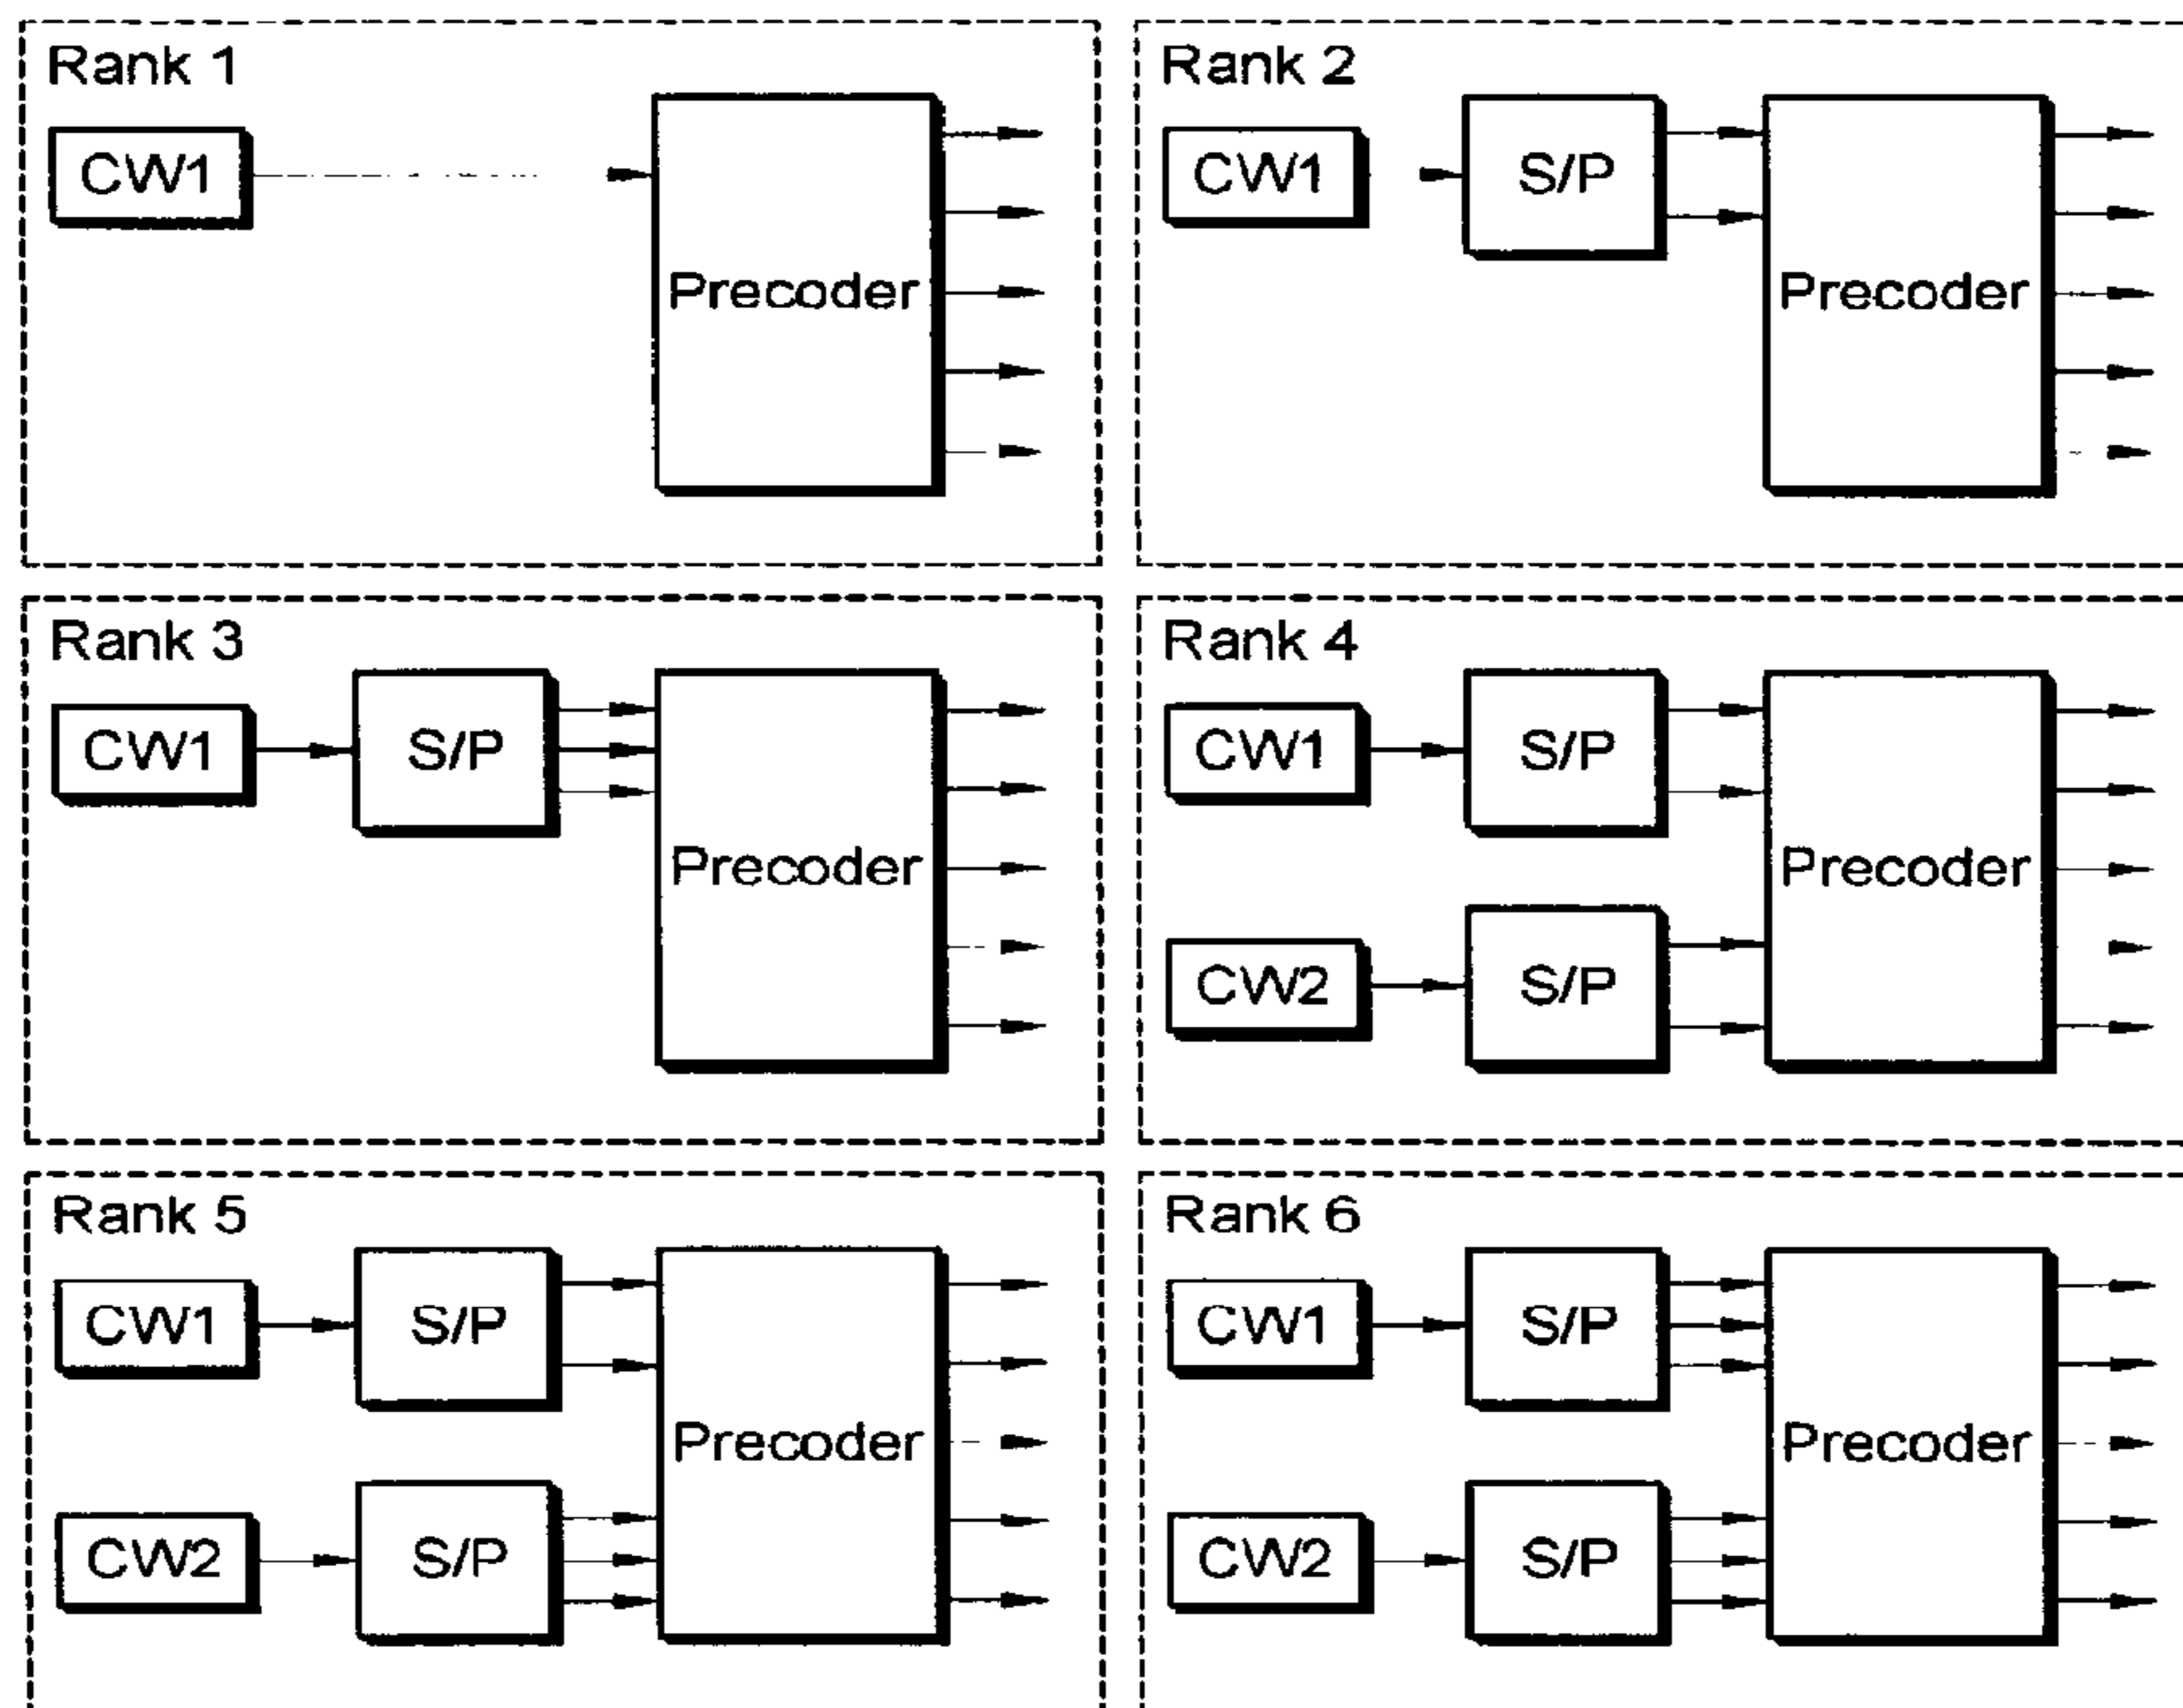 Rank 1
CW1
Precoder
Rank 2
CW1
S/P
Precoder
Rank 3
CW1
S/P
Precoder
Rank 4
CW1
S/P
Precoder
CW2
S/P
Rank 5
CW1
S/P
Precoder
CW2
S/P
Rank 6
CW1
S/P
Precoder
CW2
S/P